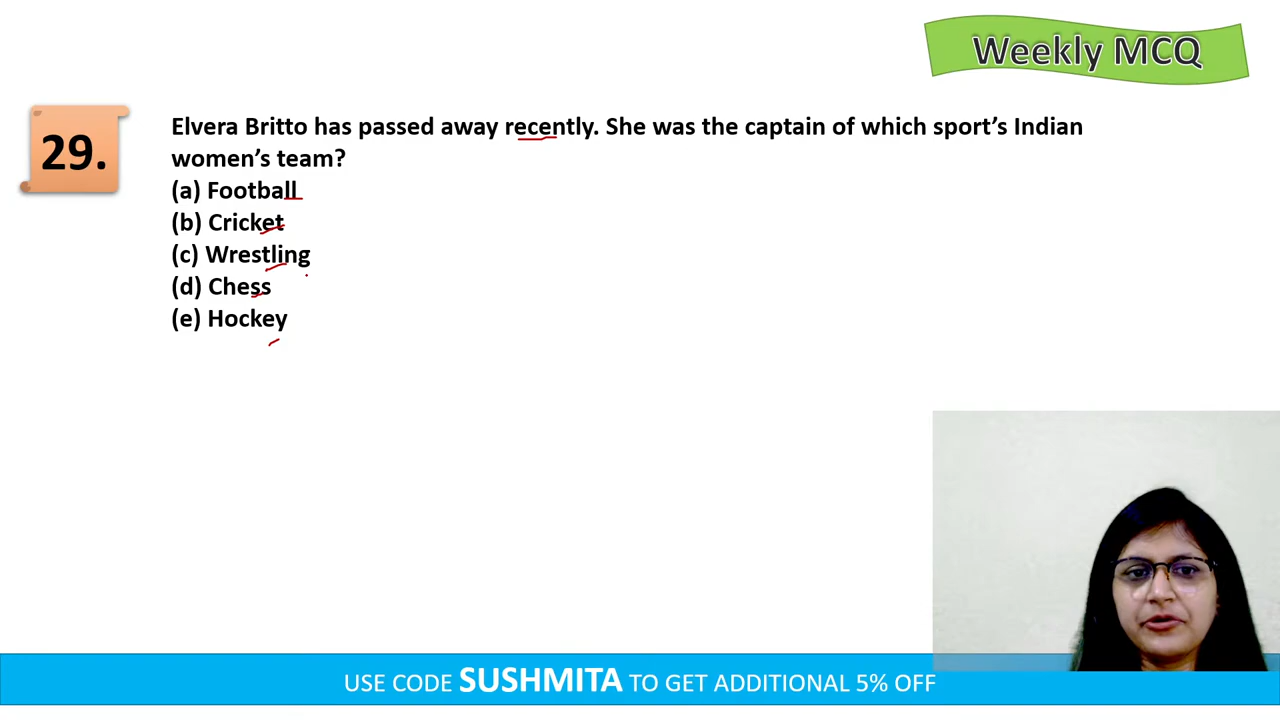 Weekly MCQ
29.
Elvera Britto has passed away recently. She was the captain of which sport’s Indian
women’s team?
(a) Football
(b) Cricket
(c) Wrestling
(d) Chess
(e) Hockey
USE CODE SUSHMITA TO GET ADDITIONAL 5% OFF